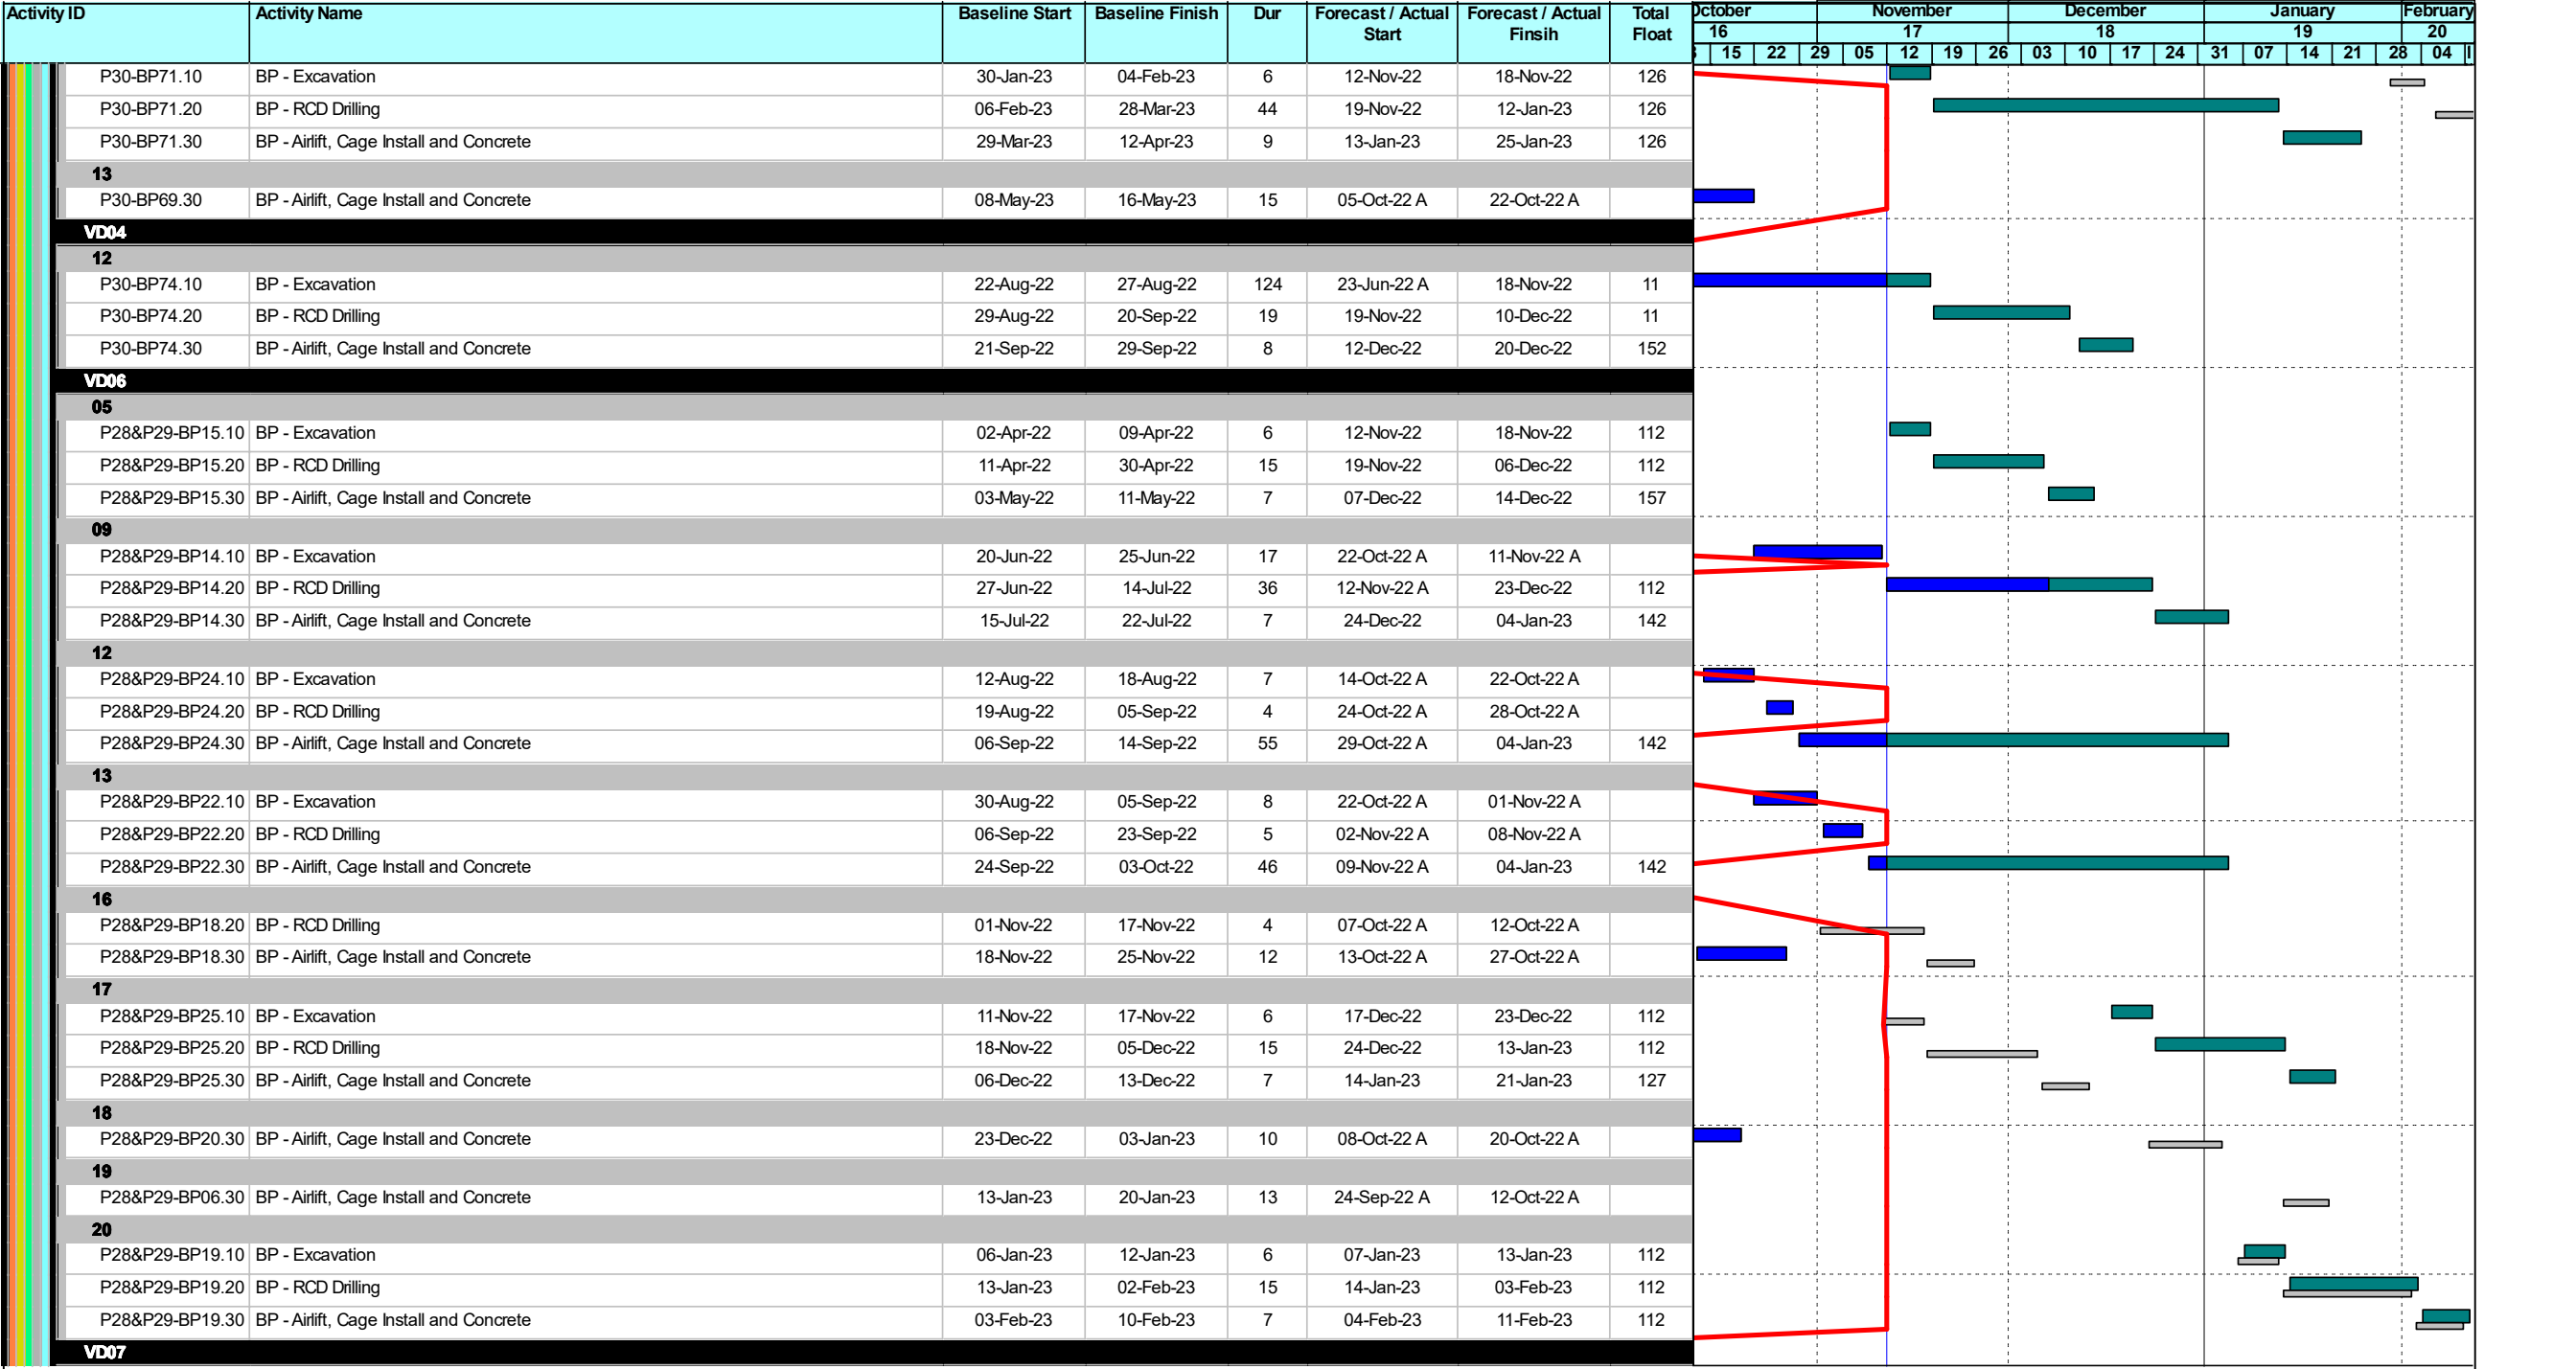 Activity ID Activity Name Baseline Start Baseline Finish Dur Forecast / Actual Start Forecast / Actual Finsih Total Float October November December January February
16 17 18 19 20
15 22 29 05 12 19 26 03 10 17 24 31 07 14 21 28 04
P30-BP71.10 BP - Excavation 30-Jan-23 04-Feb-23 6 12-Nov-22 18-Nov-22 126
P30-BP71.20 BP - RCD Drilling 06-Feb-23 28-Mar-23 44 19-Nov-22 12-Jan-23 126
P30-BP71.30 BP - Airlift, Cage Install and Concrete 29-Mar-23 12-Apr-23 9 13-Jan-23 25-Jan-23 126
13
P30-BP69.30 BP - Airlift, Cage Install and Concrete 08-May-23 16-May-23 15 05-Oct-22 A 22-Oct-22 A
VD04
12
P30-BP74.10 BP - Excavation 22-Aug-22 27-Aug-22 124 23-Jun-22 A 18-Nov-22 11
P30-BP74.20 BP - RCD Drilling 29-Aug-22 20-Sep-22 19 19-Nov-22 10-Dec-22 11
P30-BP74.30 BP - Airlift, Cage Install and Concrete 21-Sep-22 29-Sep-22 8 12-Dec-22 20-Dec-22 152
VD06
05
P28&P29-BP15.10 BP - Excavation 02-Apr-22 09-Apr-22 6 12-Nov-22 18-Nov-22 112
P28&P29-BP15.20 BP - RCD Drilling 11-Apr-22 30-Apr-22 15 19-Nov-22 06-Dec-22 112
P28&P29-BP15.30 BP - Airlift, Cage Install and Concrete 03-May-22 11-May-22 7 07-Dec-22 14-Dec-22 157
09
P28&P29-BP14.10 BP - Excavation 20-Jun-22 25-Jun-22 17 22-Oct-22 A 11-Nov-22 A
P28&P29-BP14.20 BP - RCD Drilling 27-Jun-22 14-Jul-22 36 12-Nov-22 A 23-Dec-22 112
P28&P29-BP14.30 BP - Airlift, Cage Install and Concrete 15-Jul-22 22-Jul-22 7 24-Dec-22 04-Jan-23 142
12
P28&P29-BP24.10 BP - Excavation 12-Aug-22 18-Aug-22 7 14-Oct-22 A 22-Oct-22 A
P28&P29-BP24.20 BP - RCD Drilling 19-Aug-22 05-Sep-22 4 24-Oct-22 A 28-Oct-22 A
P28&P29-BP24.30 BP - Airlift, Cage Install and Concrete 06-Sep-22 14-Sep-22 55 29-Oct-22 A 04-Jan-23 142
13
P28&P29-BP22.10 BP - Excavation 30-Aug-22 05-Sep-22 8 22-Oct-22 A 01-Nov-22 A
P28&P29-BP22.20 BP - RCD Drilling 06-Sep-22 23-Sep-22 5 02-Nov-22 A 08-Nov-22 A
P28&P29-BP22.30 BP - Airlift, Cage Install and Concrete 24-Sep-22 03-Oct-22 46 09-Nov-22 A 04-Jan-23 142
16
P28&P29-BP18.20 BP - RCD Drilling 01-Nov-22 17-Nov-22 4 07-Oct-22 A 12-Oct-22 A
P28&P29-BP18.30 BP - Airlift, Cage Install and Concrete 18-Nov-22 25-Nov-22 12 13-Oct-22 A 27-Oct-22 A
17
P28&P29-BP25.10 BP - Excavation 11-Nov-22 17-Nov-22 6 17-Dec-22 23-Dec-22 112
P28&P29-BP25.20 BP - RCD Drilling 18-Nov-22 05-Dec-22 15 24-Dec-22 13-Jan-23 112
P28&P29-BP25.30 BP - Airlift, Cage Install and Concrete 06-Dec-22 13-Dec-22 7 14-Jan-23 21-Jan-23 127
18
P28&P29-BP20.30 BP - Airlift, Cage Install and Concrete 23-Dec-22 03-Jan-23 10 08-Oct-22 A 20-Oct-22 A
19
P28&P29-BP06.30 BP - Airlift, Cage Install and Concrete 13-Jan-23 20-Jan-23 13 24-Sep-22 A 12-Oct-22 A
20
P28&P29-BP19.10 BP - Excavation 06-Jan-23 12-Jan-23 6 07-Jan-23 13-Jan-23 112
P28&P29-BP19.20 BP - RCD Drilling 13-Jan-23 02-Feb-23 15 14-Jan-23 03-Feb-23 112
P28&P29-BP19.30 BP - Airlift, Cage Install and Concrete 03-Feb-23 10-Feb-23 7 04-Feb-23 11-Feb-23 112
VD07